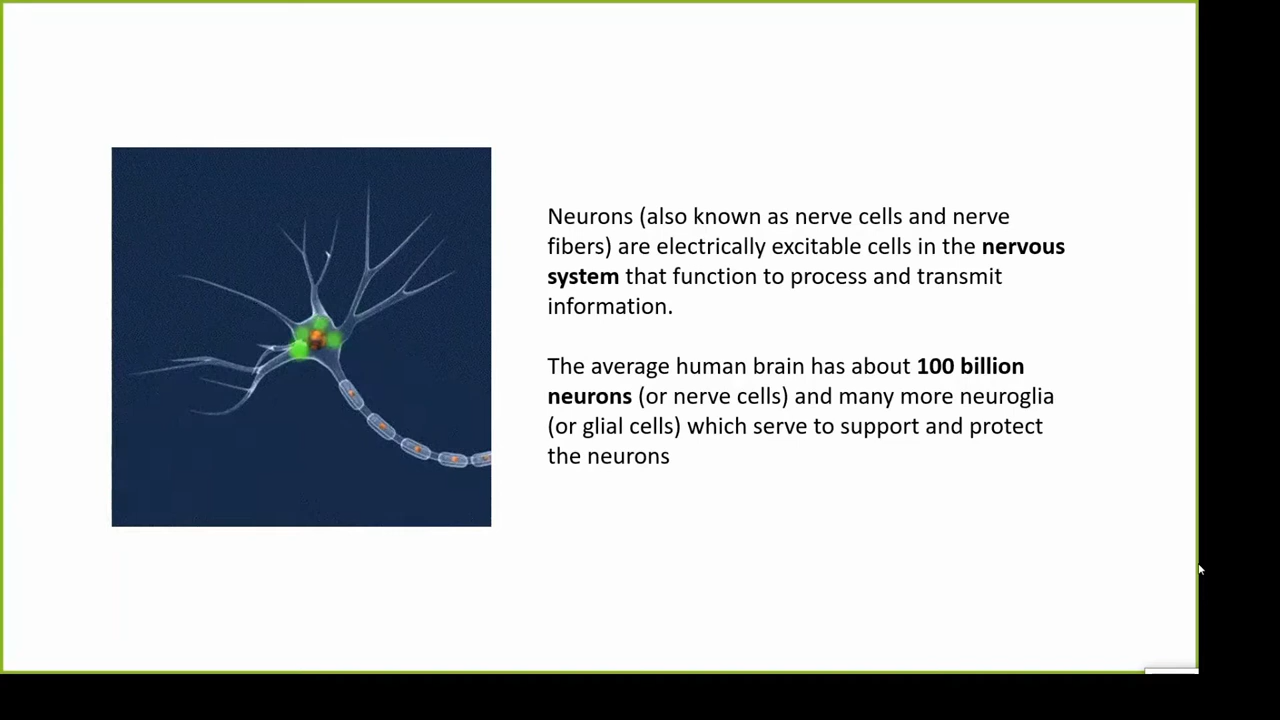 Neurons (also known as nerve cells and nerve
fibers) are electrically excitable cells in the nervous
system that function to process and transmit
information.
The average human brain has about 100 billion
neurons (or nerve cells) and many more neuroglia
(or glial cells) which serve to support and protect
the neurons